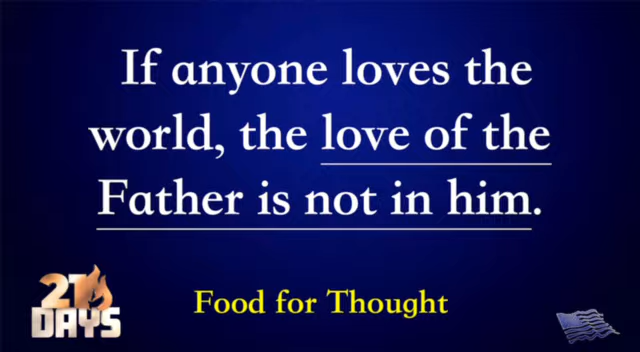 If anyone loves the
world, the love of the
Father is not in him.
21
DAYS
Food for Thought